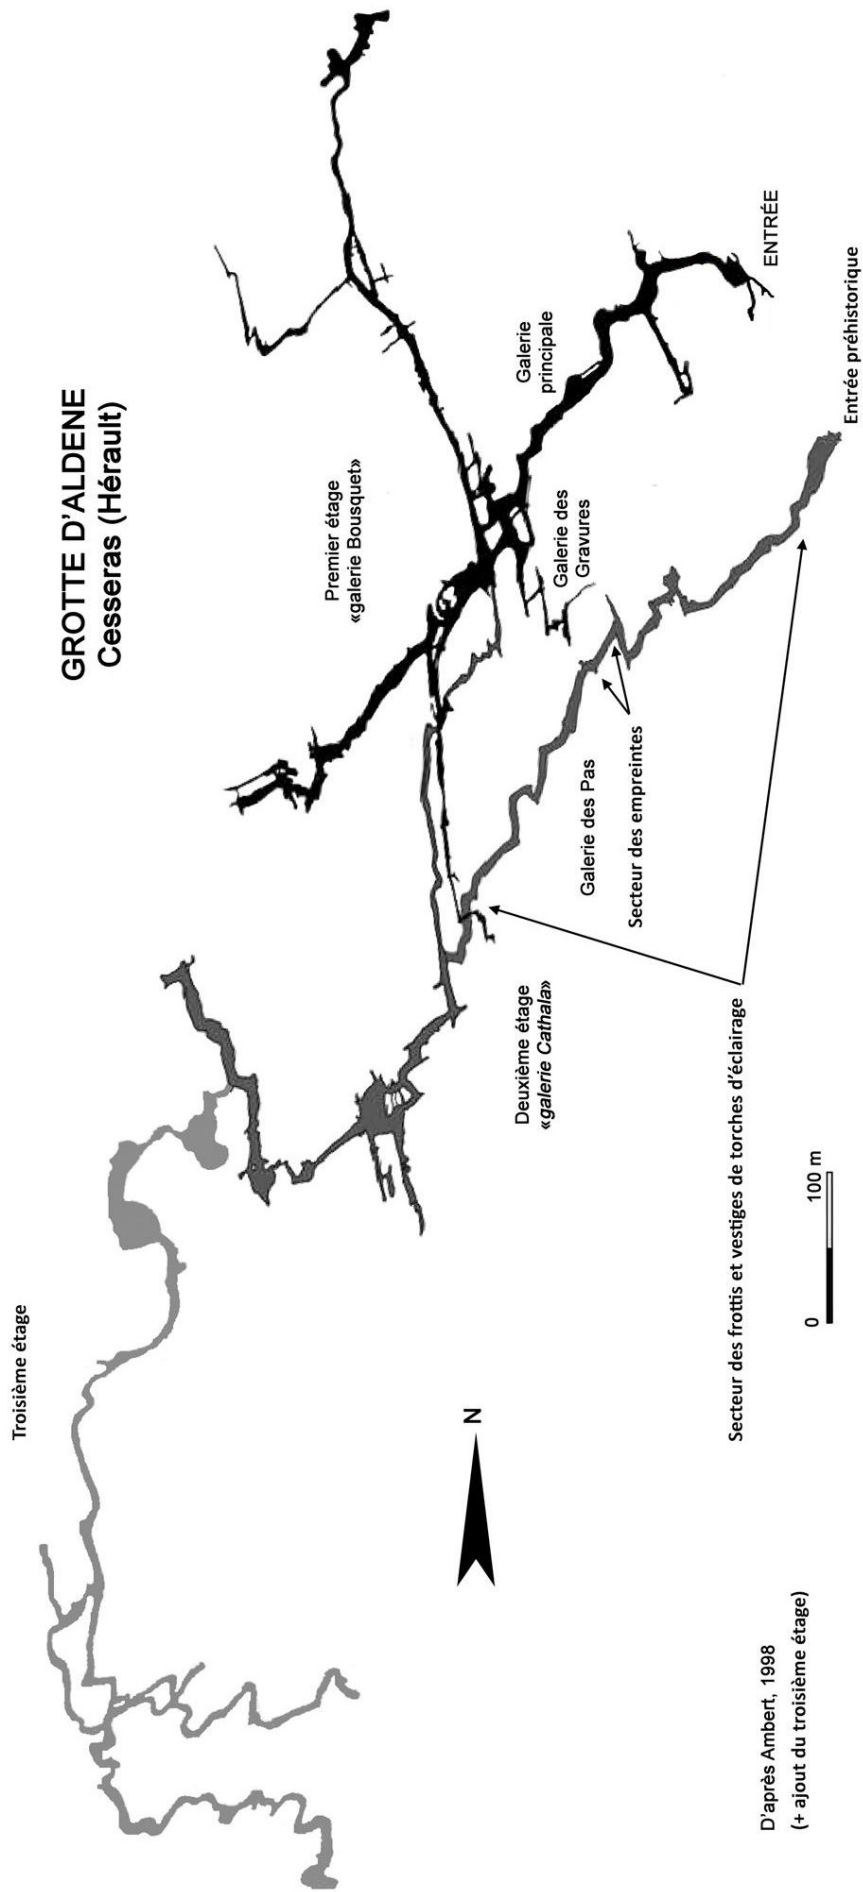 GROTTE D'ALDENE
Cesseras (Hérault)
Troisième étage
Premier étage
«galerie Bousquet»
Galerie
principale
ENTRÉE
Galerie des
Gravures
Entrée préhistorique
Galerie des Pas
Secteur des empreintes
Deuxième étage
«galerie Cathala»
Secteur des frottis et vestiges de torches d'éclairage
N
0
100 m
D'après Ambert, 1998
(+ ajout du troisième étage)